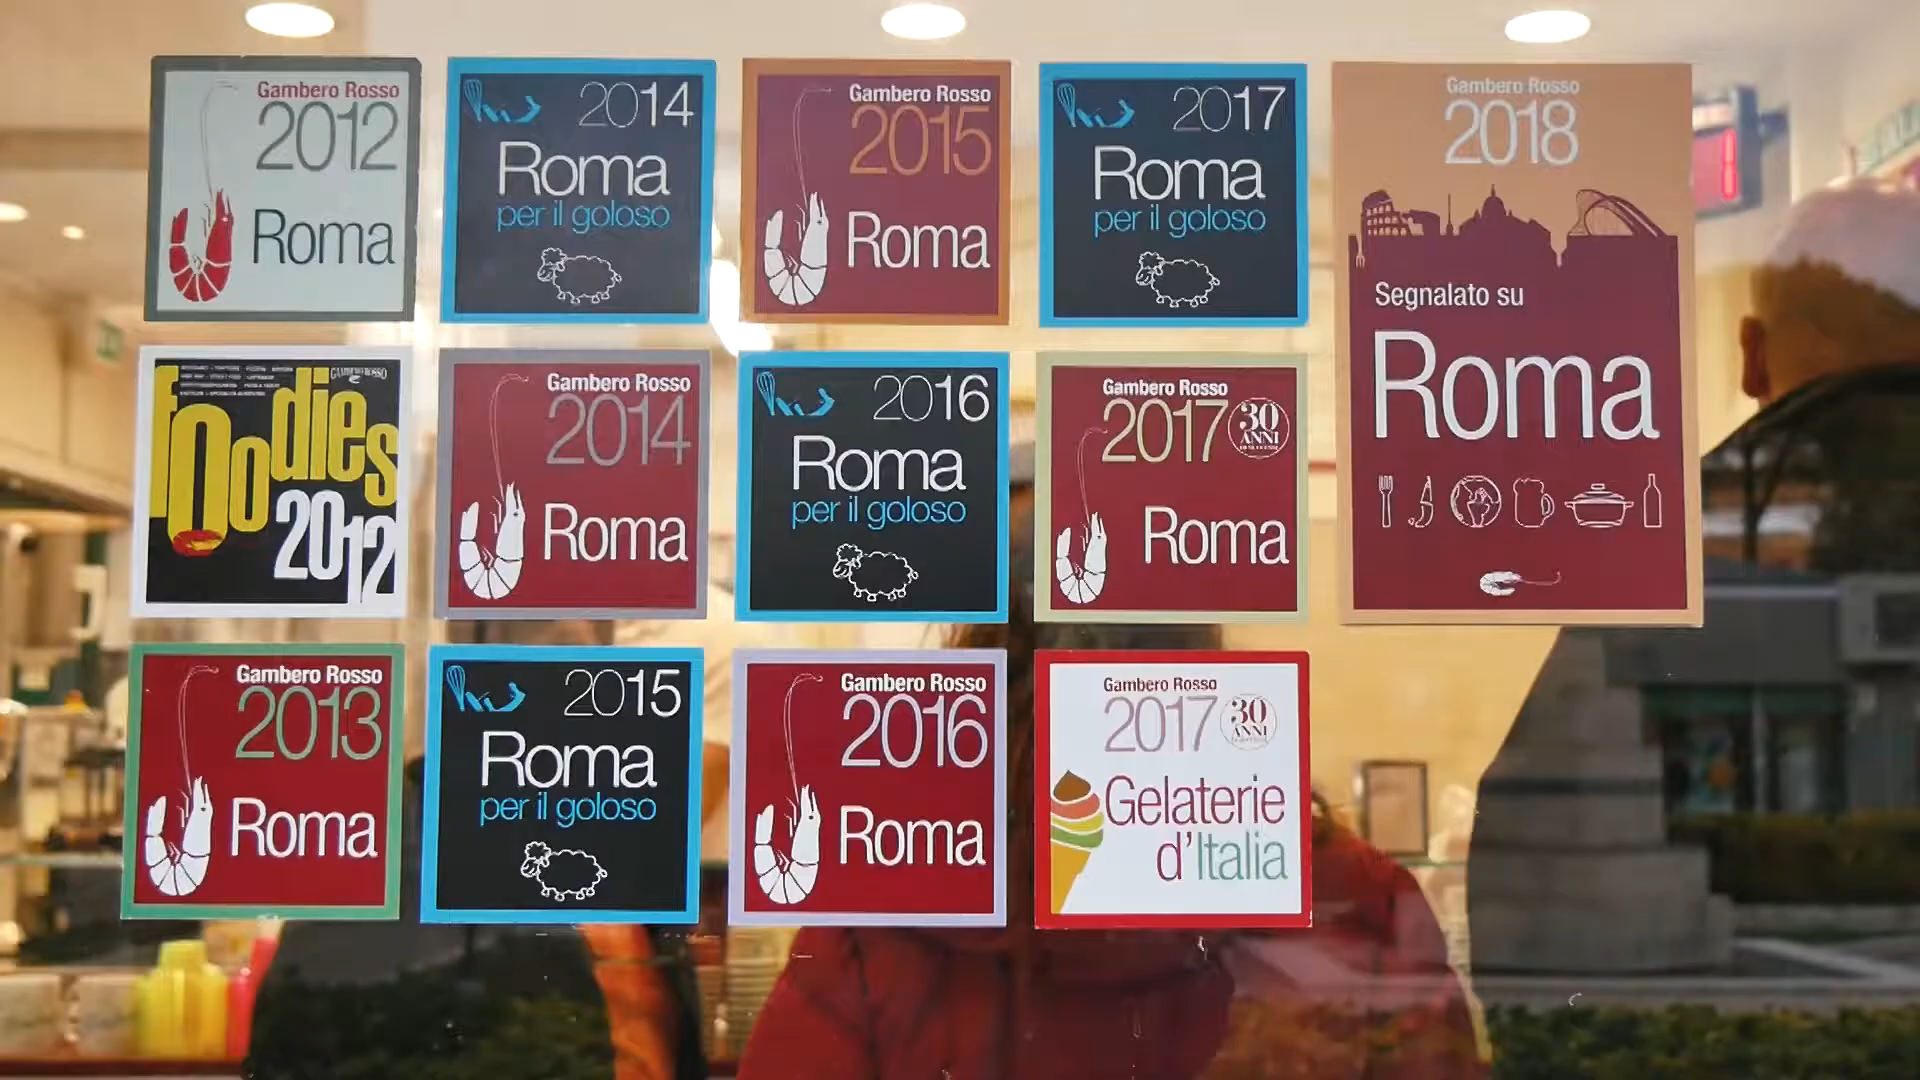 Gambero Rosso
2012
Roma
2014
Roma
per il goloso
Gambero Rosso
2015
Roma
2017
Roma
per il goloso
Gambero Rosso
2018
Segnalato su
Roma
GAMBERO ROSSO
foodies
2012
Gambero Rosso
2014
Roma
2016
Roma
per il goloso
Gambero Rosso
2017
30
ANNI
Roma
Gambero Rosso
2013
Roma
2015
Roma
per il goloso
Gambero Rosso
2016
Roma
Gambero Rosso
2017
30
ANNI
Gelaterie
d'Italia